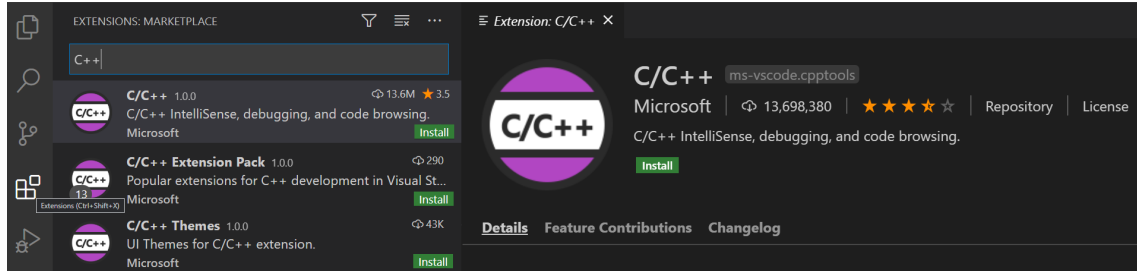 EXTENSIONS: MARKETPLACE
C++
C/C++ 1.0.0 13.6M 3.5
C/C++ IntelliSense, debugging, and code browsing.
Microsoft Install
C/C++
C/C++ Extension Pack 1.0.0 290
Popular extensions for C++ development in Visual St...
Microsoft Install
C/C++
13
Extensions (Ctrl+Shift+X)
C/C++ Themes 1.0.0 43K
UI Themes for C/C++ extension.
Microsoft Install
C/C++
Extension: C/C++
C/C++
C/C++ ms-vscode.cpptools
Microsoft 13,698,380 Repository License
C/C++ IntelliSense, debugging, and code browsing.
Install
Details Feature Contributions Changelog